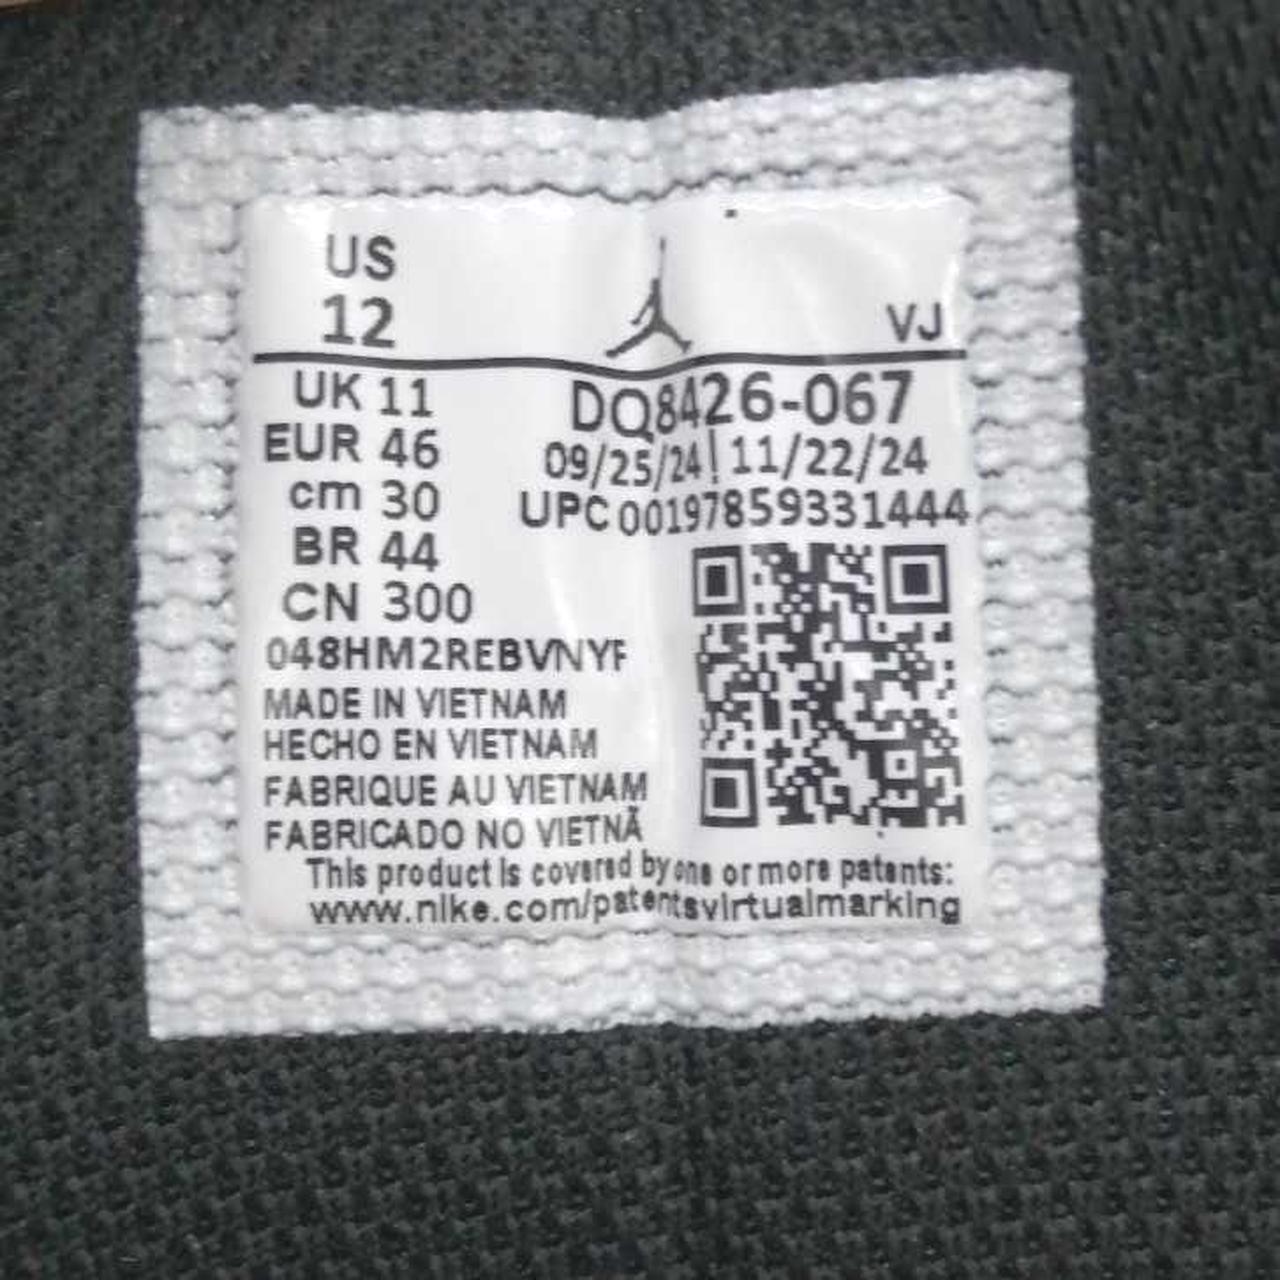 US
12
VJ
UK 11
EUR 46
cm 30
BR 44
CN 300
DQ8426-067
09/25/24 | 11/22/24
UPC 00197859331444
048HM2REBVNYF
MADE IN VIETNAM
HECHO EN VIETNAM
FABRIQUE AU VIETNAM
FABRICADO NO VIETNÃ
This product is covered by one or more patents:
www.nike.com/patentsvirtualmarking